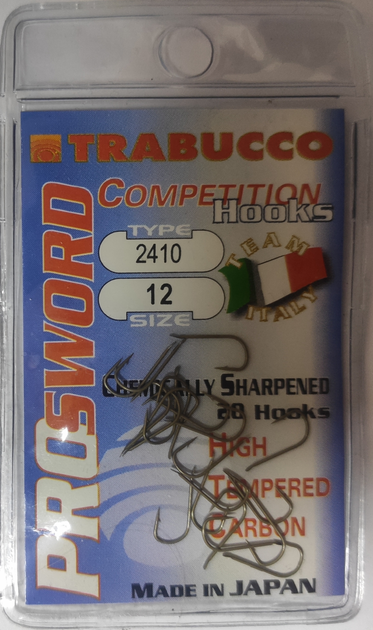 TRABUCCO
COMPETITION
Hooks
TYPE
2410
12
SIZE
TEAM
ITALY
PROSWORD
CHEMICALLY SHARPENED
20 Hooks
HIGH
TEMPERED
CARBON
MADE IN JAPAN